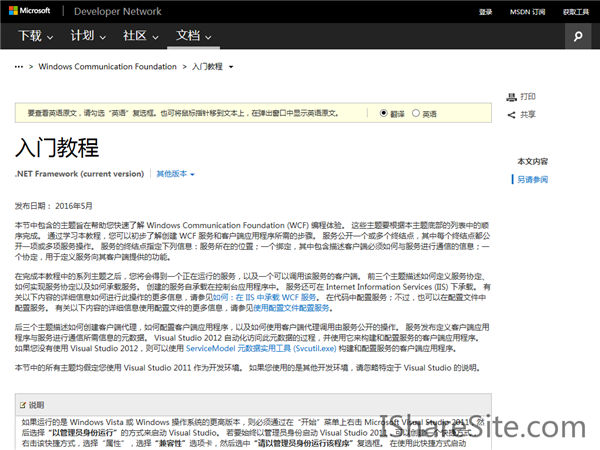 Microsoft Developer Network 登录 MSDN 订阅 获取工具
下载 计划 社区 文档
••• > Windows Communication Foundation > 入门教程
打印
共享
要查看英语原文，请勾选“英语”复选框。也可将鼠标指针移到文本上，在弹出窗口中显示英语原文。 翻译 英语
入门教程
.NET Framework (current version) 其他版本
本文内容
另请参阅
发布日期： 2016年5月
本节中包含的主题旨在帮助您快速了解 Windows Communication Foundation (WCF) 编程体验。 这些主题要根据本主题底部的列表中的顺
序完成。 通过学习本教程，您可以初步了解创建 WCF 服务和客户端应用程序所需的步骤。 服务公开一个或多个终结点，其中每个终结点都公
开一项或多项服务操作。 服务的终结点指定下列信息：服务所在的位置；一个绑定，其中包含描述客户端必须如何与服务进行通信的信息；一
个协定，用于定义服务向其客户端提供的功能。
在完成本教程中的系列主题之后，您将会得到一个正在运行的服务，以及一个可以调用该服务的客户端。 前三个主题描述如何定义服务协定、
如何实现服务协定以及如何承载服务。 创建的服务自承载在控制台应用程序中。 服务还可在 Internet Information Services (IIS) 下承载。 有
关以下内容的详细信息如何进行此操作的更多信息，请参见如何：在 IIS 中承载 WCF 服务。 在代码中配置服务；不过，也可以在配置文件中
配置服务。 有关以下内容的详细信息使用配置文件的更多信息，请参见使用配置文件配置服务。
后三个主题描述如何创建客户端代理，如何配置客户端应用程序，以及如何使用客户端代理调用由服务公开的操作。 服务发布定义客户端应用
程序与服务进行通信所需信息的元数据。 Visual Studio 2012 自动化访问此元数据的过程，并使用它来构建和配置服务的客户端应用程序。
如果您没有使用 Visual Studio 2012，则可以使用 ServiceModel 元数据实用工具 (Svcutil.exe) 构建和配置服务的客户端应用程序。
本节中的所有主题均假定您使用 Visual Studio 2011 作为开发环境。 如果您使用的是其他开发环境，请忽略特定于 Visual Studio 的说明。
说明
如果运行的是 Windows Vista 或 Windows 操作系统的更高版本，则必须通过在“开始”菜单上右击 Microsoft Visual Studio 2011，然
后选择“以管理员身份运行”的方式来启动 Visual Studio。 若要始终以管理员身份启动 Visual Studio 2011，可以创建一个快捷方式，
右击该快捷方式，选择“属性”，选择“兼容性”选项卡，然后选中“请以管理员身份运行该程序”复选框。 在使用此快捷方式启动
IShareSite.com